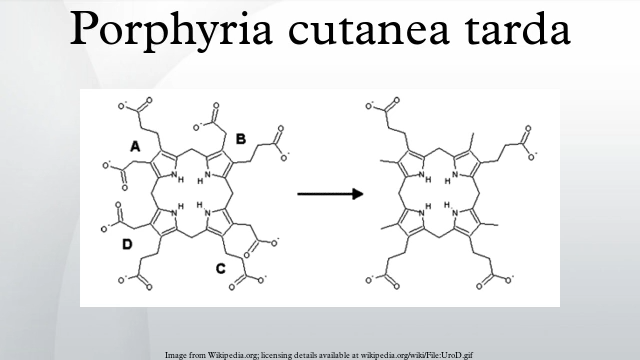 Porphyria cutanea tarda
A
B
D
C
Image from Wikipedia.org; licensing details available at wikipedia.org/wiki/File:UroD.gif